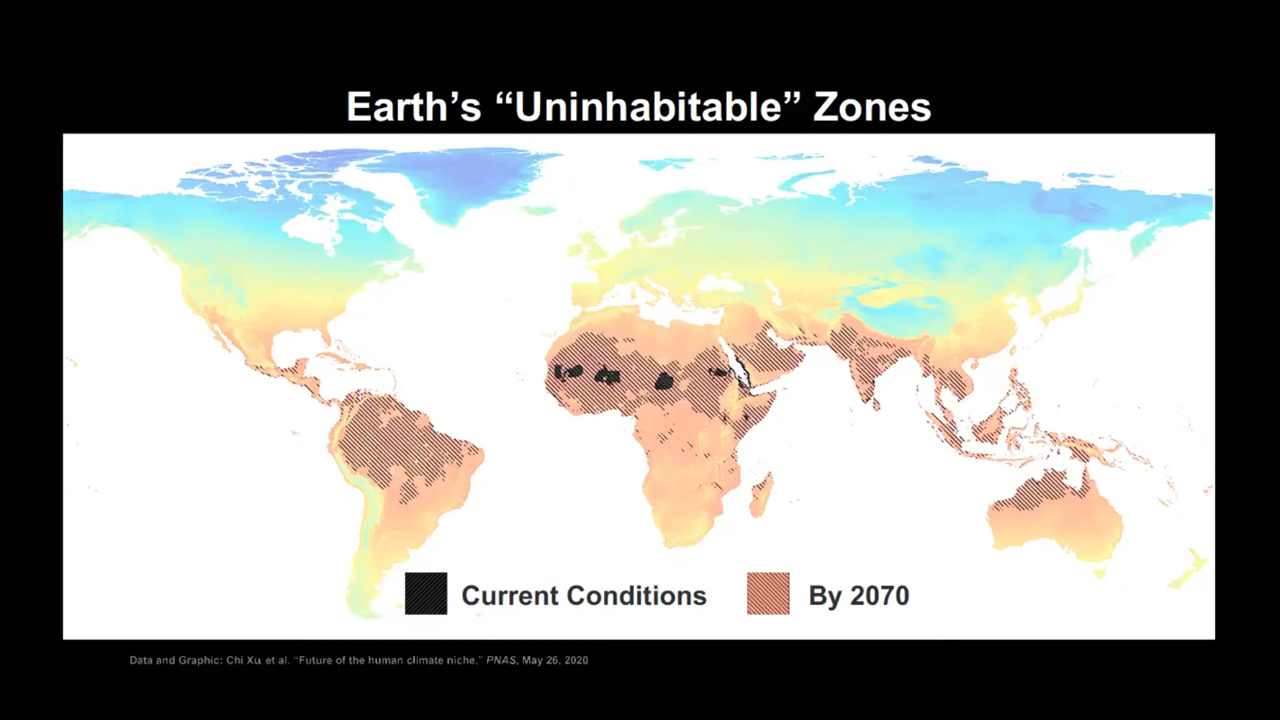 Earth's “Uninhabitable” Zones
Current Conditions
By 2070
Data and Graphic: Chi Xu, et al. “Future of the human climate niche,” PNAS, May 26, 2020